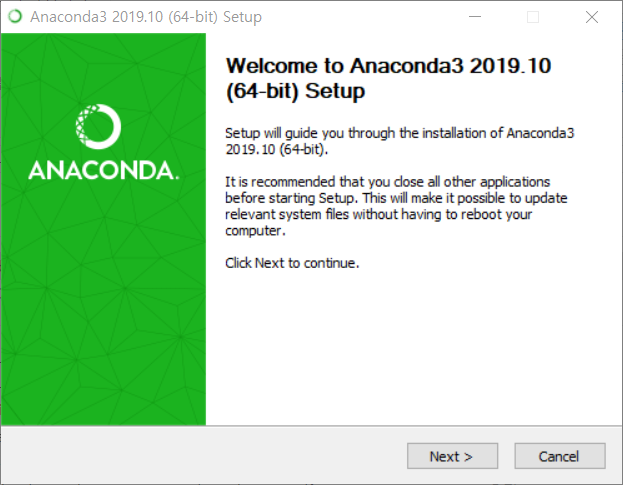 Anaconda3 2019.10 (64-bit) Setup
Welcome to Anaconda3 2019.10
(64-bit) Setup
ANACONDA.
Setup will guide you through the installation of Anaconda3
2019.10 (64-bit).
It is recommended that you close all other applications
before starting Setup. This will make it possible to update
relevant system files without having to reboot your
computer.
Click Next to continue.
Next >
Cancel